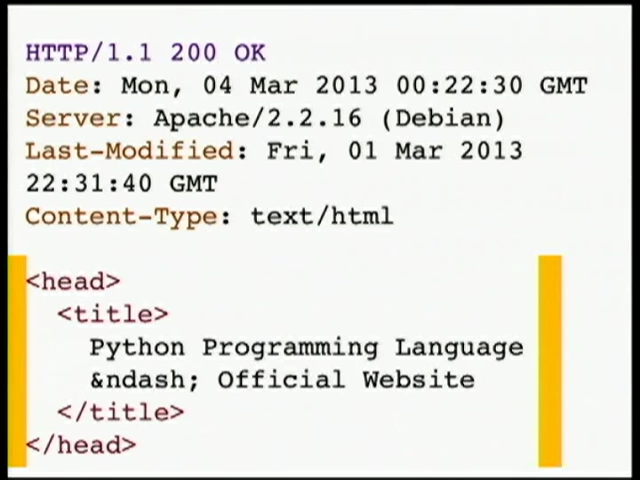 HTTP/1.1 200 OK
Date: Mon, 04 Mar 2013 00:22:30 GMT
Server: Apache/2.2.16 (Debian)
Last-Modified: Fri, 01 Mar 2013
22:31:40 GMT
Content-Type: text/html
<head>
<title>
Python Programming Language
&ndash; Official Website
</title>
</head>